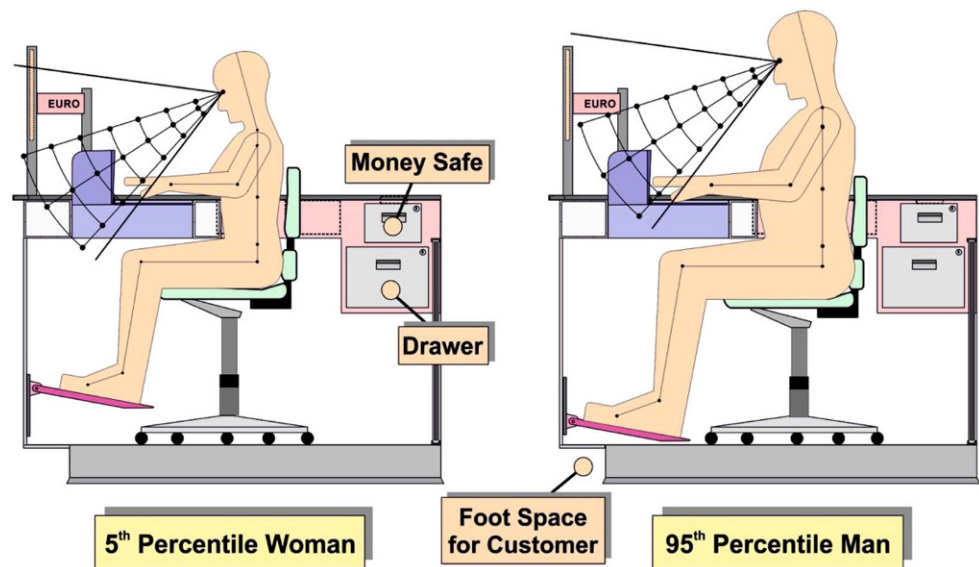 EURO
EURO
Money Safe
Drawer
Foot Space
for Customer
5th Percentile Woman
95th Percentile Man